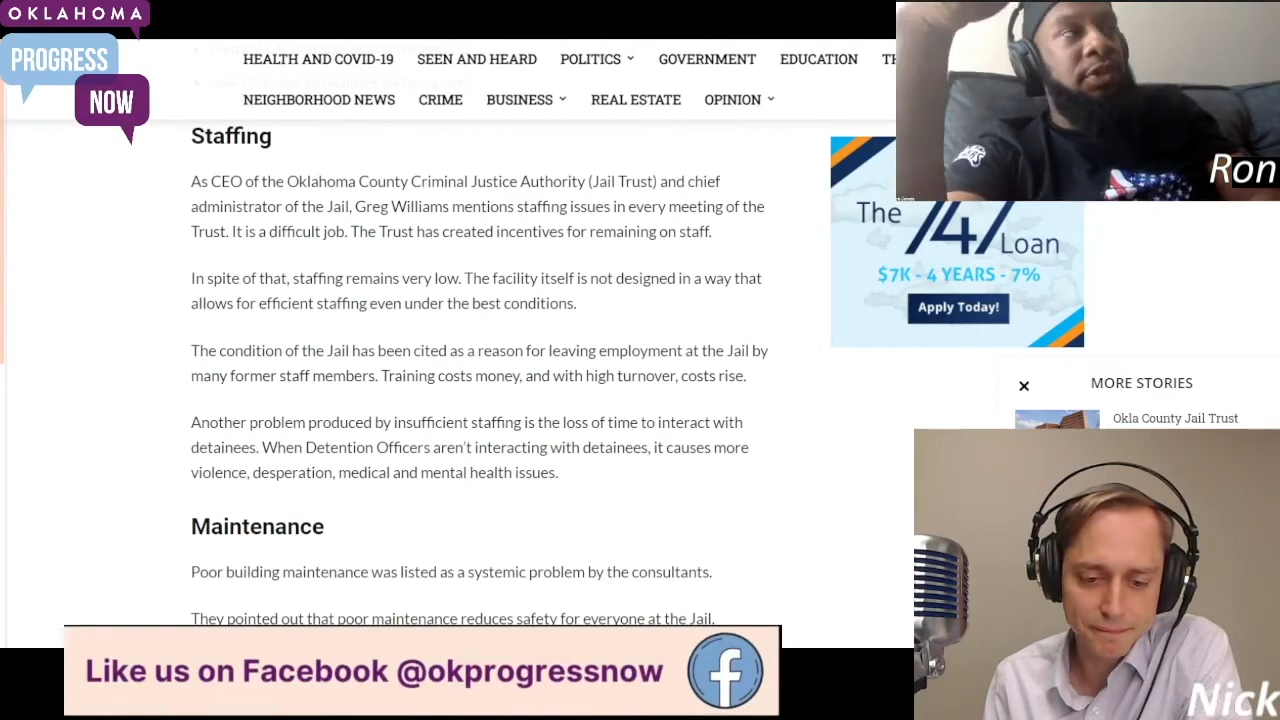 OKLAHOMA
PROGRESS
NOW
HEALTH AND COVID-19 SEEN AND HEARD POLITICS GOVERNMENT EDUCATION
NEIGHBORHOOD NEWS CRIME BUSINESS REAL ESTATE OPINION
Staffing
As CEO of the Oklahoma County Criminal Justice Authority (Jail Trust) and chief
administrator of the Jail, Greg Williams mentions staffing issues in every meeting of the
Trust. It is a difficult job. The Trust has created incentives for remaining on staff.
In spite of that, staffing remains very low. The facility itself is not designed in a way that
allows for efficient staffing even under the best conditions.
The condition of the Jail has been cited as a reason for leaving employment at the Jail by
many former staff members. Training costs money, and with high turnover, costs rise.
Another problem produced by insufficient staffing is the loss of time to interact with
detainees. When Detention Officers aren't interacting with detainees, it causes more
violence, desperation, medical and mental health issues.
Maintenance
Poor building maintenance was listed as a systemic problem by the consultants.
They pointed out that poor maintenance reduces safety for everyone at the Jail.
Like us on Facebook @okprogressnow
Ron
The 747 Loan
$7K - 4 YEARS - 7%
Apply Today!
MORE STORIES
Okla County Jail Trust
Nick